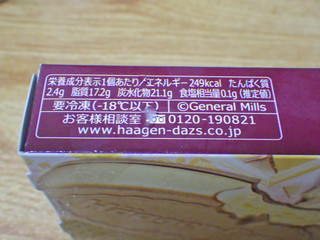 栄養成分表示1個あたり/エネルギー249kcal たんぱく質
2.4g 脂質17.2g 炭水化物21.1g 食塩相当量0.1g (推定値)
要冷凍(-18℃以下) ©General Mills
お客様相談室 0120-190821
www.haagen-dazs.co.jp